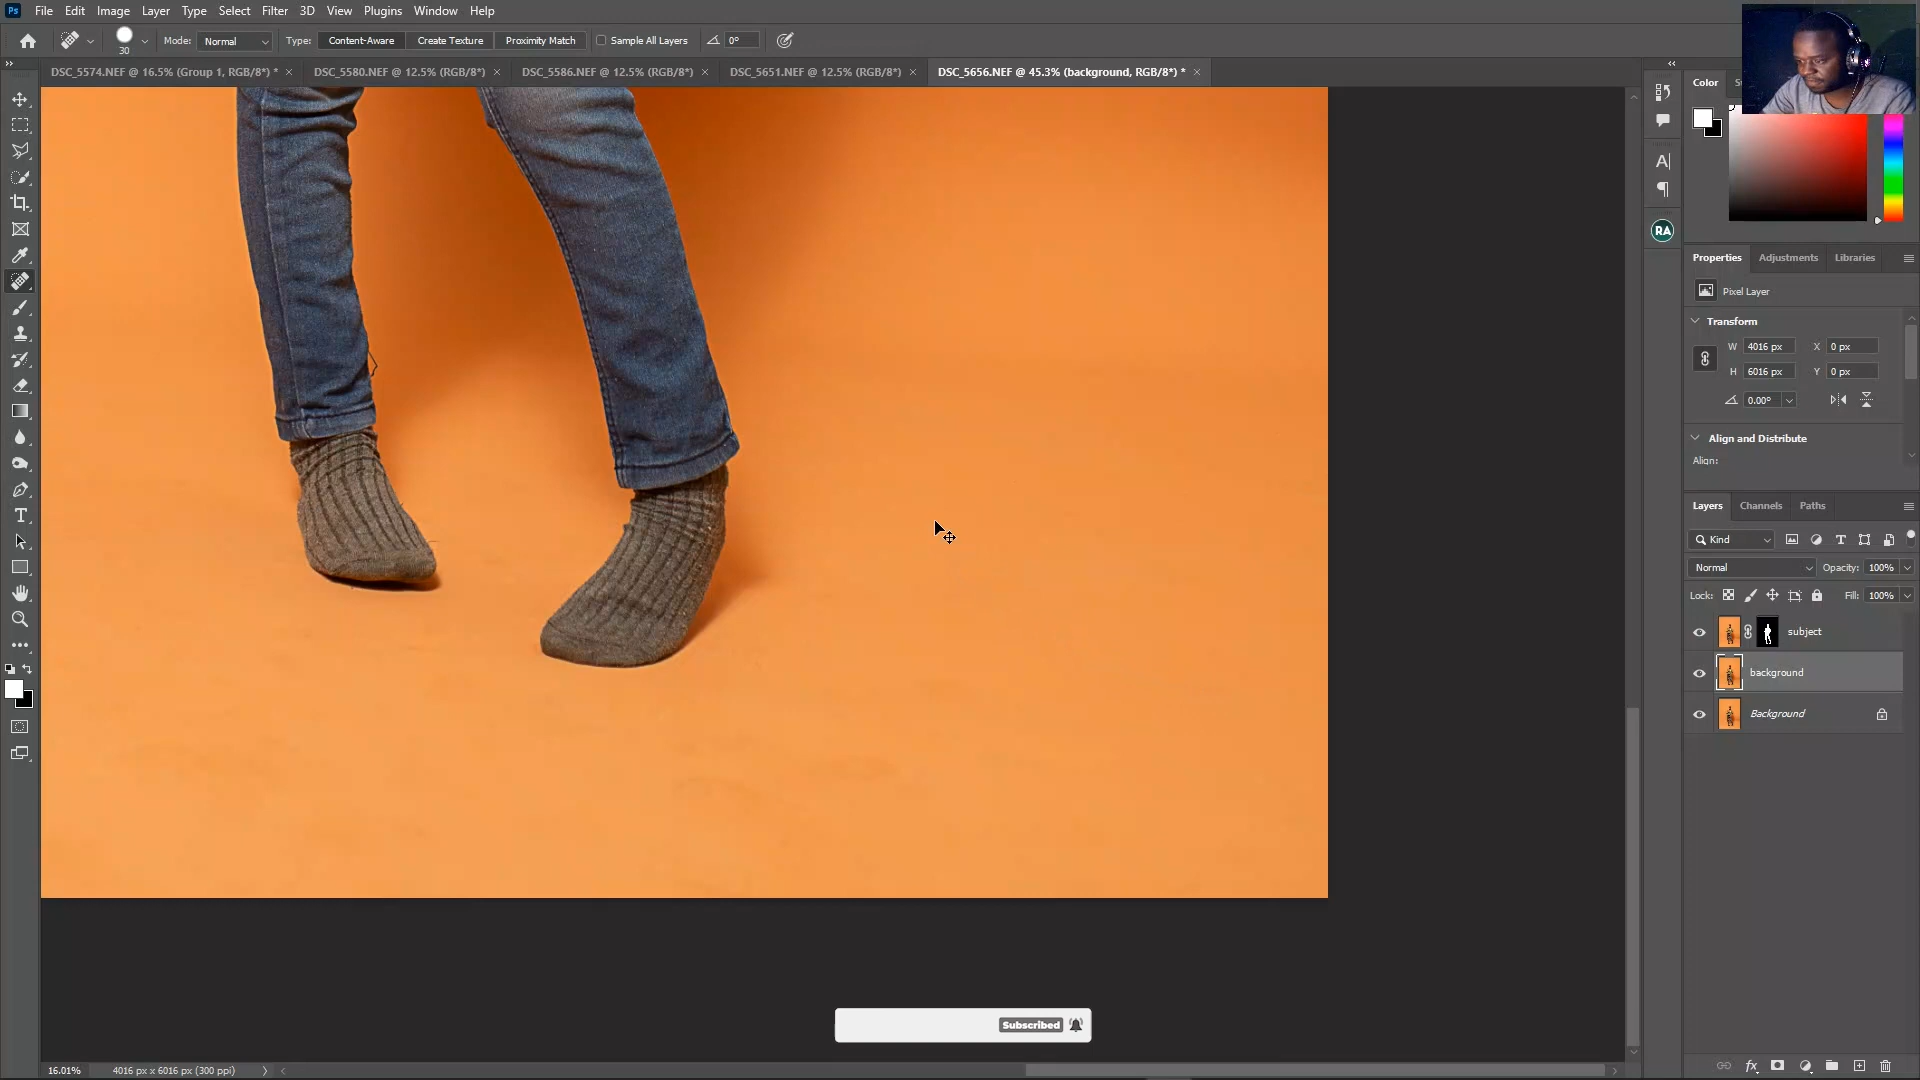 Ps File Edit Image Layer Type Select Filter 3D View Plugins Window Help
30 Mode: Normal Type: Content-Aware Create Texture Proximity Match Sample All Layers 0°
DSC_5574.NEF @ 16.5% (Group 1, RGB/8*) * × DSC_5580.NEF @ 12.5% (RGB/8*) × DSC_5586.NEF @ 12.5% (RGB/8*) × DSC_5651.NEF @ 12.5% (RGB/8*) × DSC_5656.NEF @ 45.3% (background, RGB/8*) * ×
Color
A
RA
Properties Adjustments Libraries
Pixel Layer
Transform
W 4016 px X 0 px
H 6016 px Y 0 px
0.00°
Align and Distribute
Align:
Layers Channels Paths
Kind
Normal Opacity: 100%
Lock: Fill: 100%
subject
background
Background
Subscribed
16.01% 4016 px x 6016 px (300 ppi)